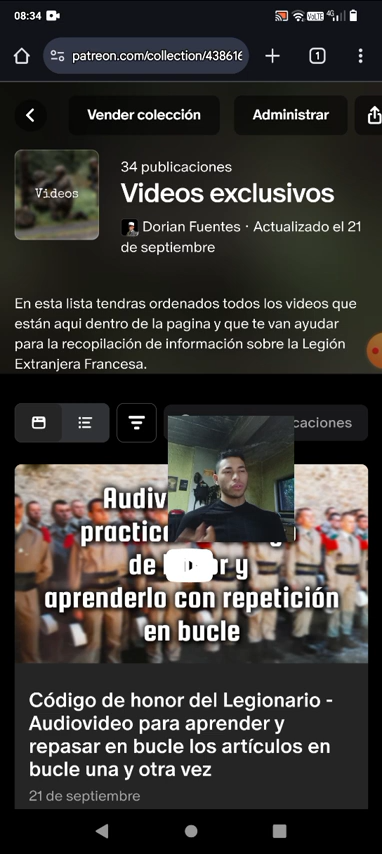 08:34
VoLTE 4G
patreon.com/collection/438616
1
Vender colección
Administrar
Videos
34 publicaciones
Videos exclusivos
Dorian Fuentes · Actualizado el 21
de septiembre
En esta lista tendras ordenados todos los videos que
están aqui dentro de la pagina y que te van ayudar
para la recopilación de información sobre la Legión
Extranjera Francesa.
caciones
Audiv
practic
de r y
aprenderlo con repetición
en bucle
Código de honor del Legionario -
Audiovideo para aprender y
repasar en bucle los artículos en
bucle una y otra vez
21 de septiembre